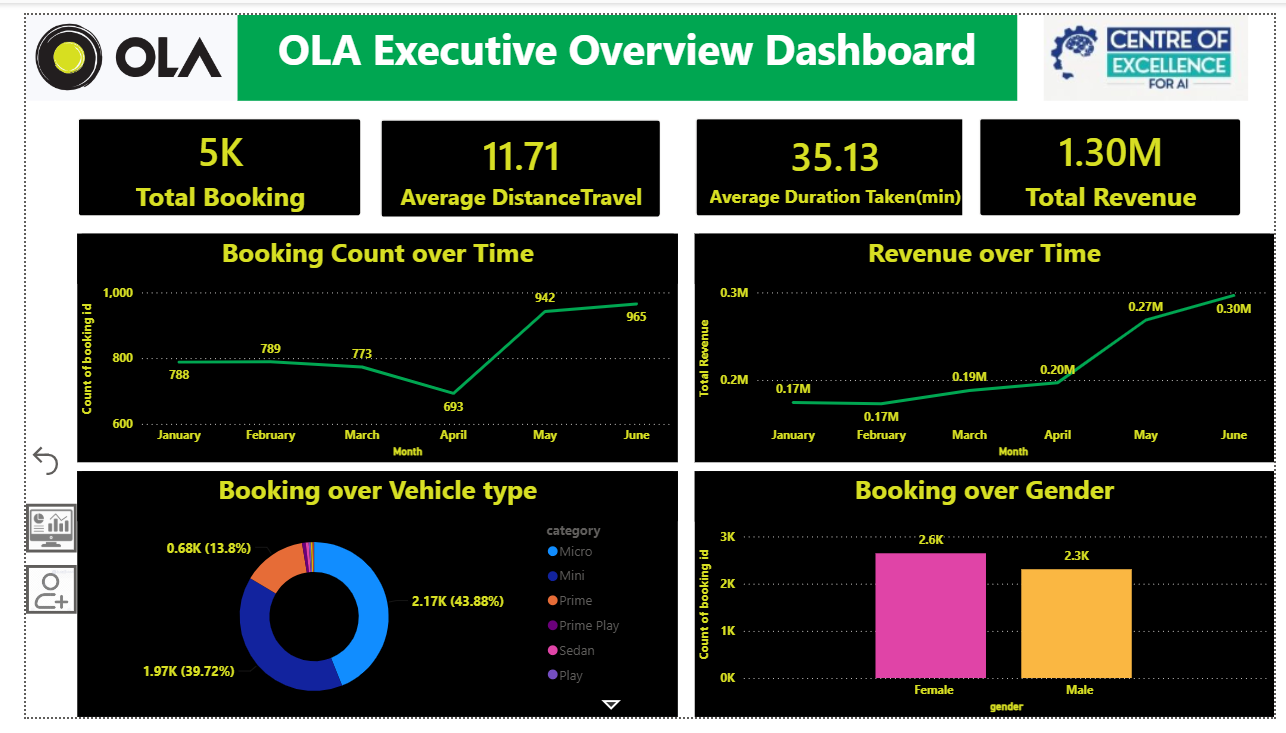 OLA
OLA Executive Overview Dashboard
CENTRE OF
EXCELLENCE
FOR AI
5K
Total Booking
11.71
Average DistanceTravel
35.13
Average Duration Taken(min)
1.30M
Total Revenue
Booking Count over Time
Count of booking id
1,000
800
600
788
789
773
693
942
965
January
February
March
April
May
June
Month
Revenue over Time
Total Revenue
0.3M
0.2M
0.17M
0.17M
0.19M
0.20M
0.27M
0.30M
January
February
March
April
May
June
Month
Booking over Vehicle type
0.68K (13.8%)
2.17K (43.88%)
1.97K (39.72%)
category
Micro
Mini
Prime
Prime Play
Sedan
Play
Booking over Gender
Count of booking id
3K
2K
1K
0K
2.6K
2.3K
Female
Male
gender